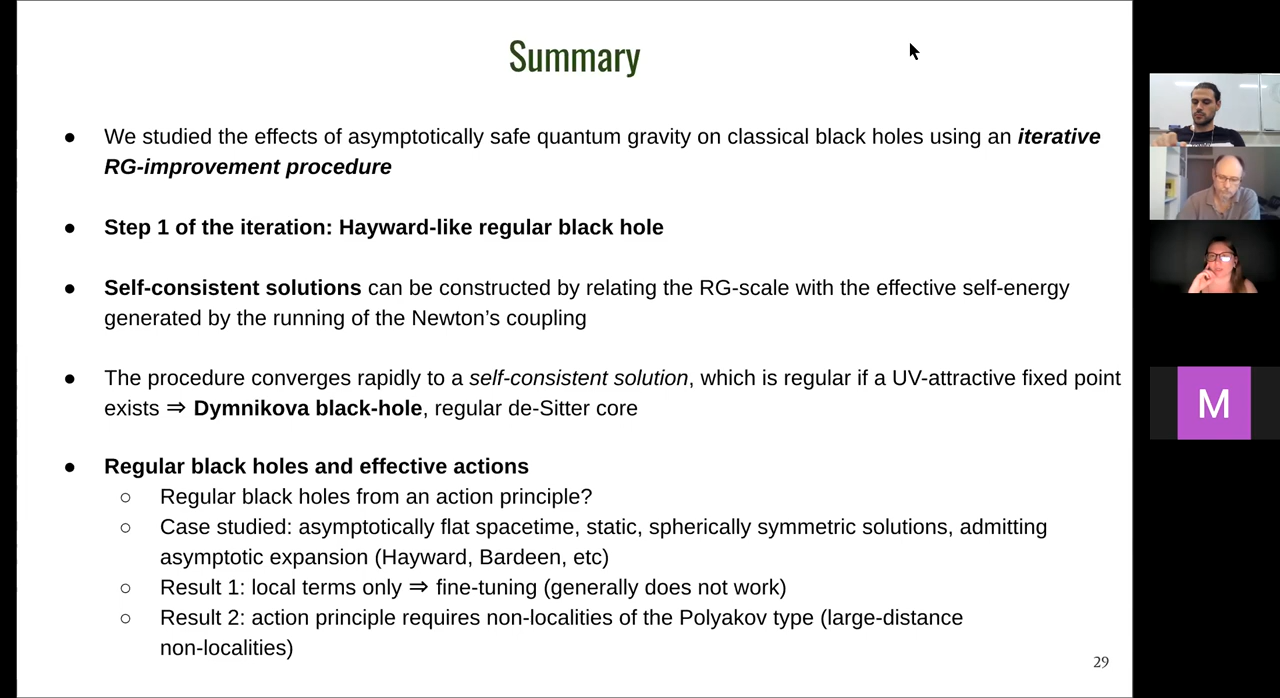 Summary
● We studied the effects of asymptotically safe quantum gravity on classical black holes using an iterative
RG-improvement procedure
● Step 1 of the iteration: Hayward-like regular black hole
● Self-consistent solutions can be constructed by relating the RG-scale with the effective self-energy
generated by the running of the Newton’s coupling
● The procedure converges rapidly to a self-consistent solution, which is regular if a UV-attractive fixed point
exists ⇒ Dymnikova black-hole, regular de-Sitter core
● Regular black holes and effective actions
○ Regular black holes from an action principle?
○ Case studied: asymptotically flat spacetime, static, spherically symmetric solutions, admitting
asymptotic expansion (Hayward, Bardeen, etc)
○ Result 1: local terms only ⇒ fine-tuning (generally does not work)
○ Result 2: action principle requires non-localities of the Polyakov type (large-distance
non-localities)
29
M